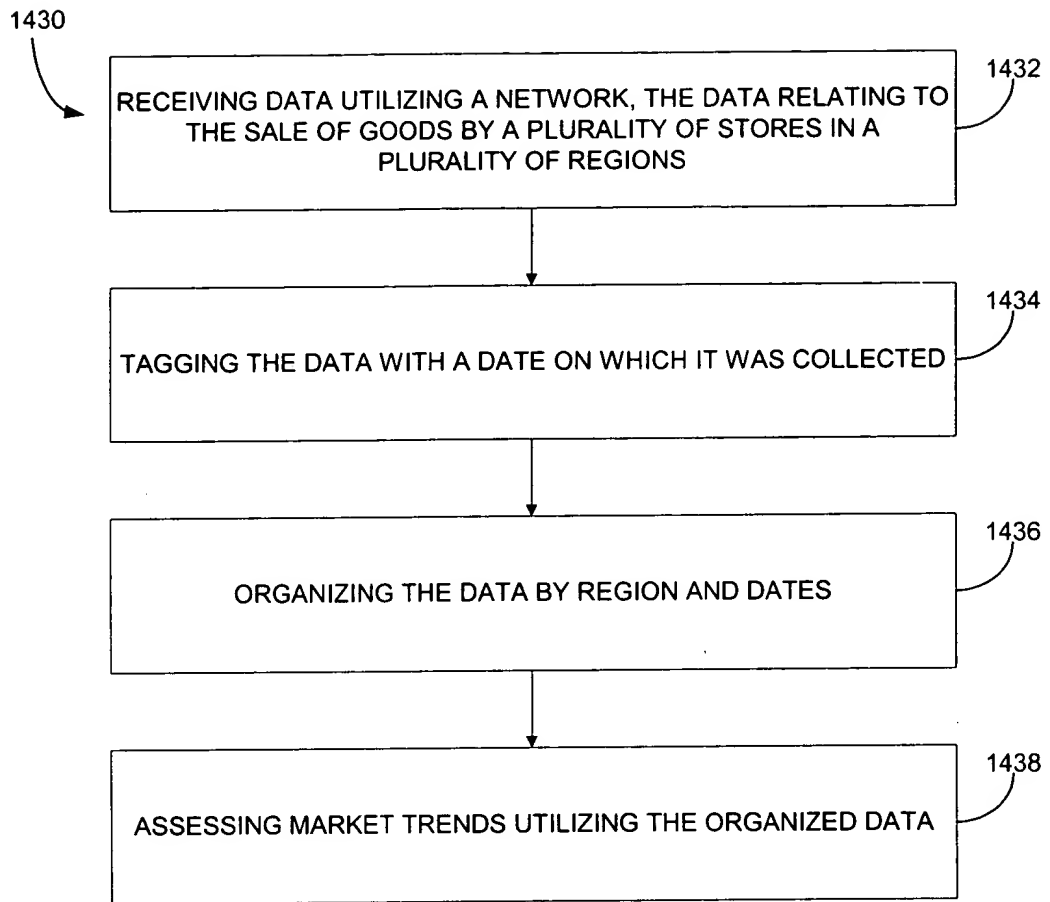 1430
1432
RECEIVING DATA UTILIZING A NETWORK, THE DATA RELATING TO
THE SALE OF GOODS BY A PLURALITY OF STORES IN A
PLURALITY OF REGIONS
1434
TAGGING THE DATA WITH A DATE ON WHICH IT WAS COLLECTED
1436
ORGANIZING THE DATA BY REGION AND DATES
1438
ASSESSING MARKET TRENDS UTILIZING THE ORGANIZED DATA